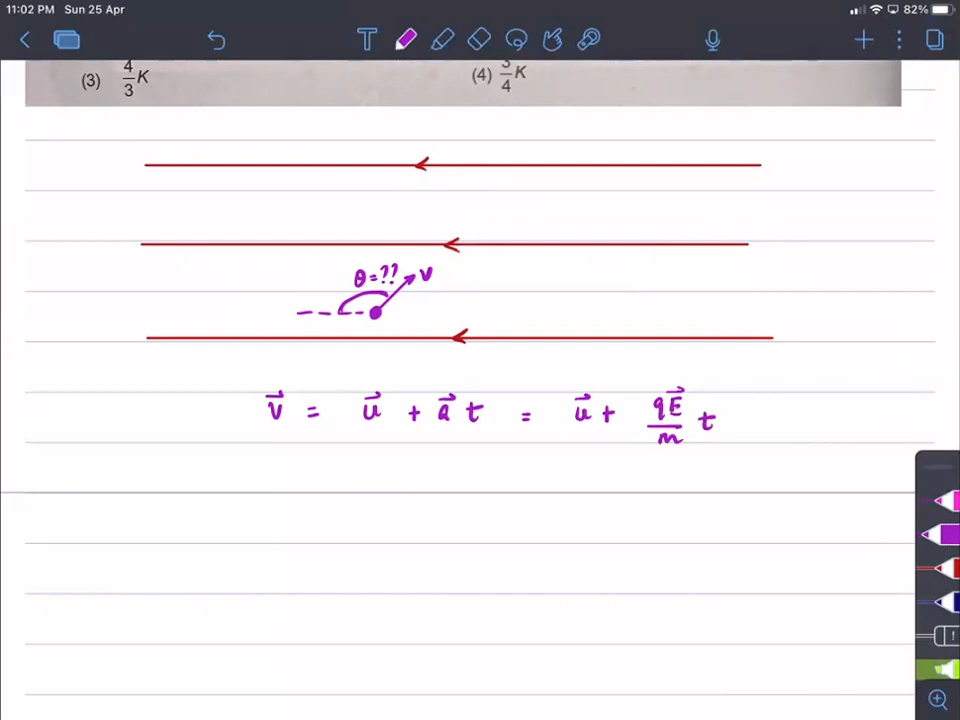 11:02 PM Sun 25 Apr 82%
T
(3) 4/3 K (4) 3/4 K
θ = ?? v
v⃗ = u⃗ + a⃗ t = u⃗ + qE⃗/m t